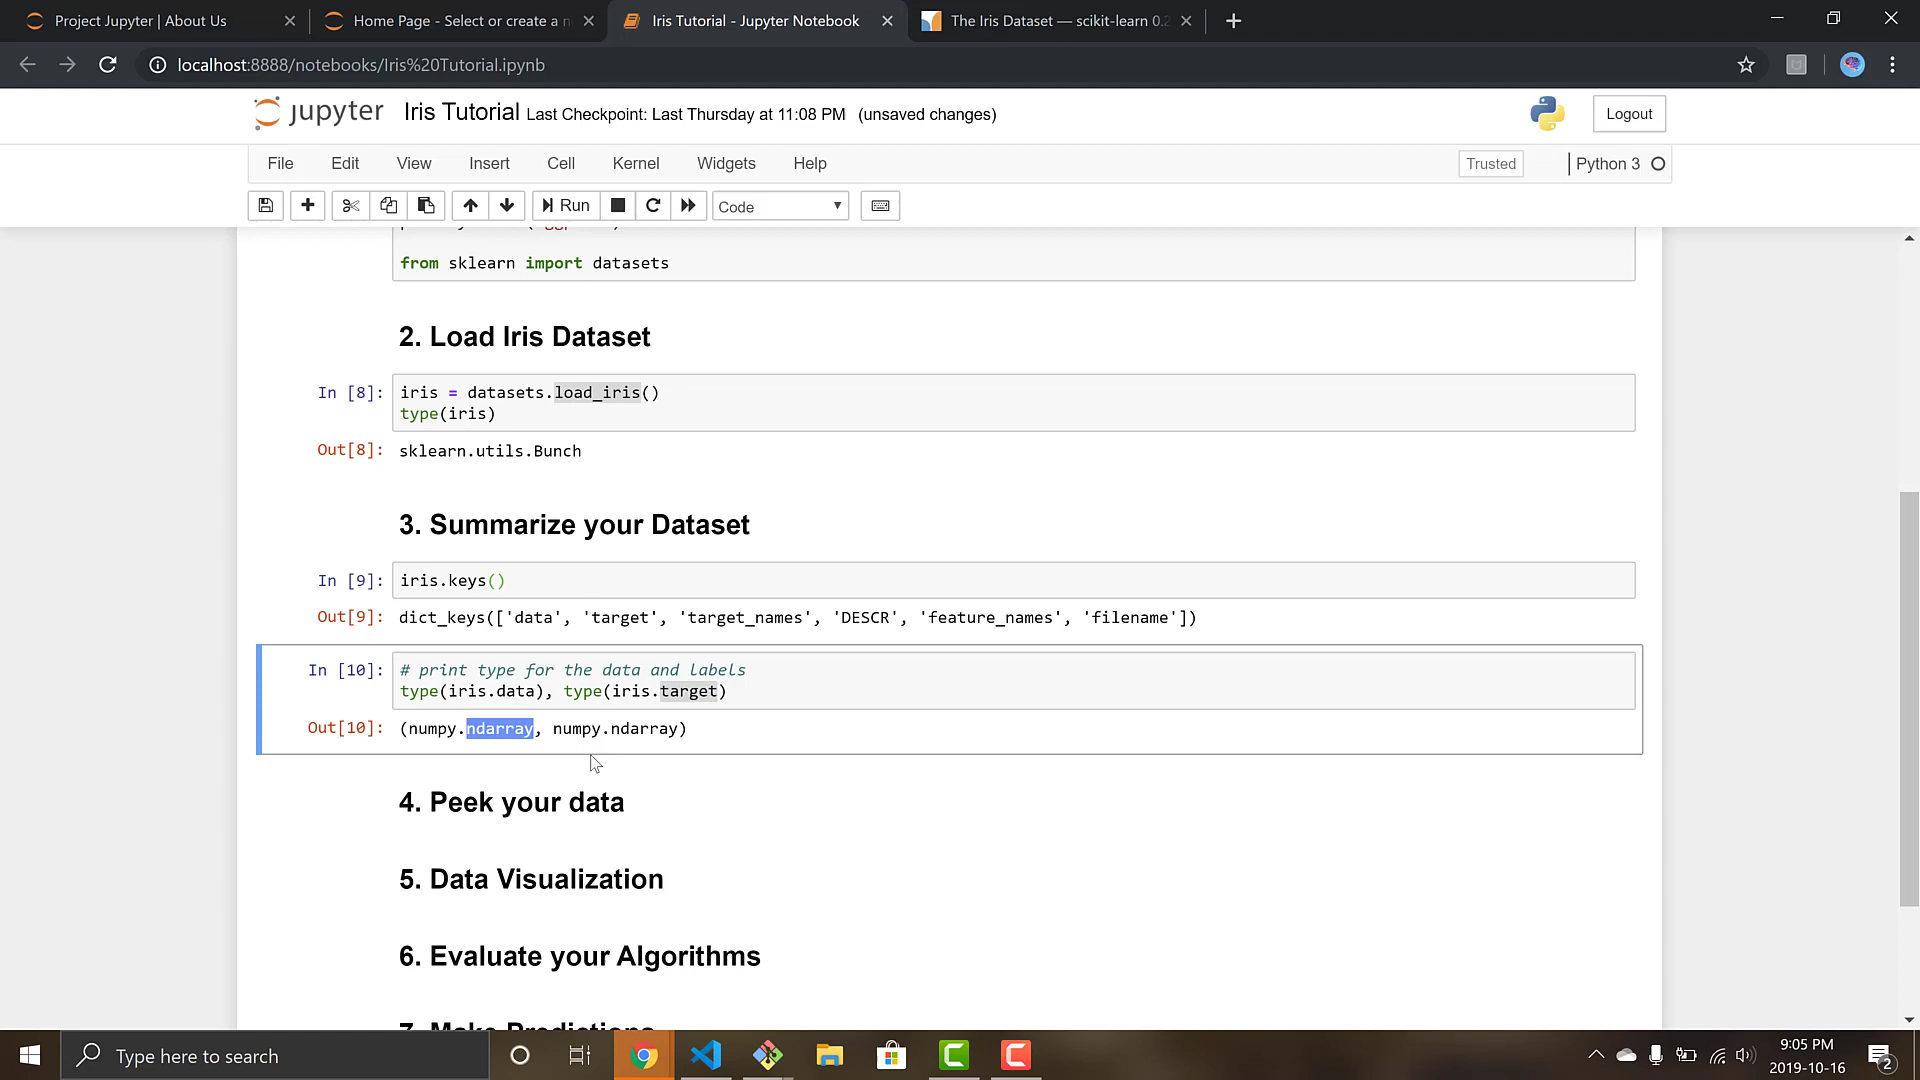 Project Jupyter | About Us
Home Page - Select or create a n
Iris Tutorial - Jupyter Notebook
The Iris Dataset — scikit-learn 0.2
localhost:8888/notebooks/Iris%20Tutorial.ipynb
jupyter Iris Tutorial Last Checkpoint: Last Thursday at 11:08 PM (unsaved changes)
Logout
File Edit View Insert Cell Kernel Widgets Help
Trusted
Python 3
Run
Code
from sklearn import datasets
2. Load Iris Dataset
In [8]: iris = datasets.load_iris()
type(iris)
Out[8]: sklearn.utils.Bunch
3. Summarize your Dataset
In [9]: iris.keys()
Out[9]: dict_keys(['data', 'target', 'target_names', 'DESCR', 'feature_names', 'filename'])
In [10]: # print type for the data and labels
type(iris.data), type(iris.target)
Out[10]: (numpy.ndarray, numpy.ndarray)
4. Peek your data
5. Data Visualization
6. Evaluate your Algorithms
7. Make Predictions
Type here to search
9:05 PM
2019-10-16
2